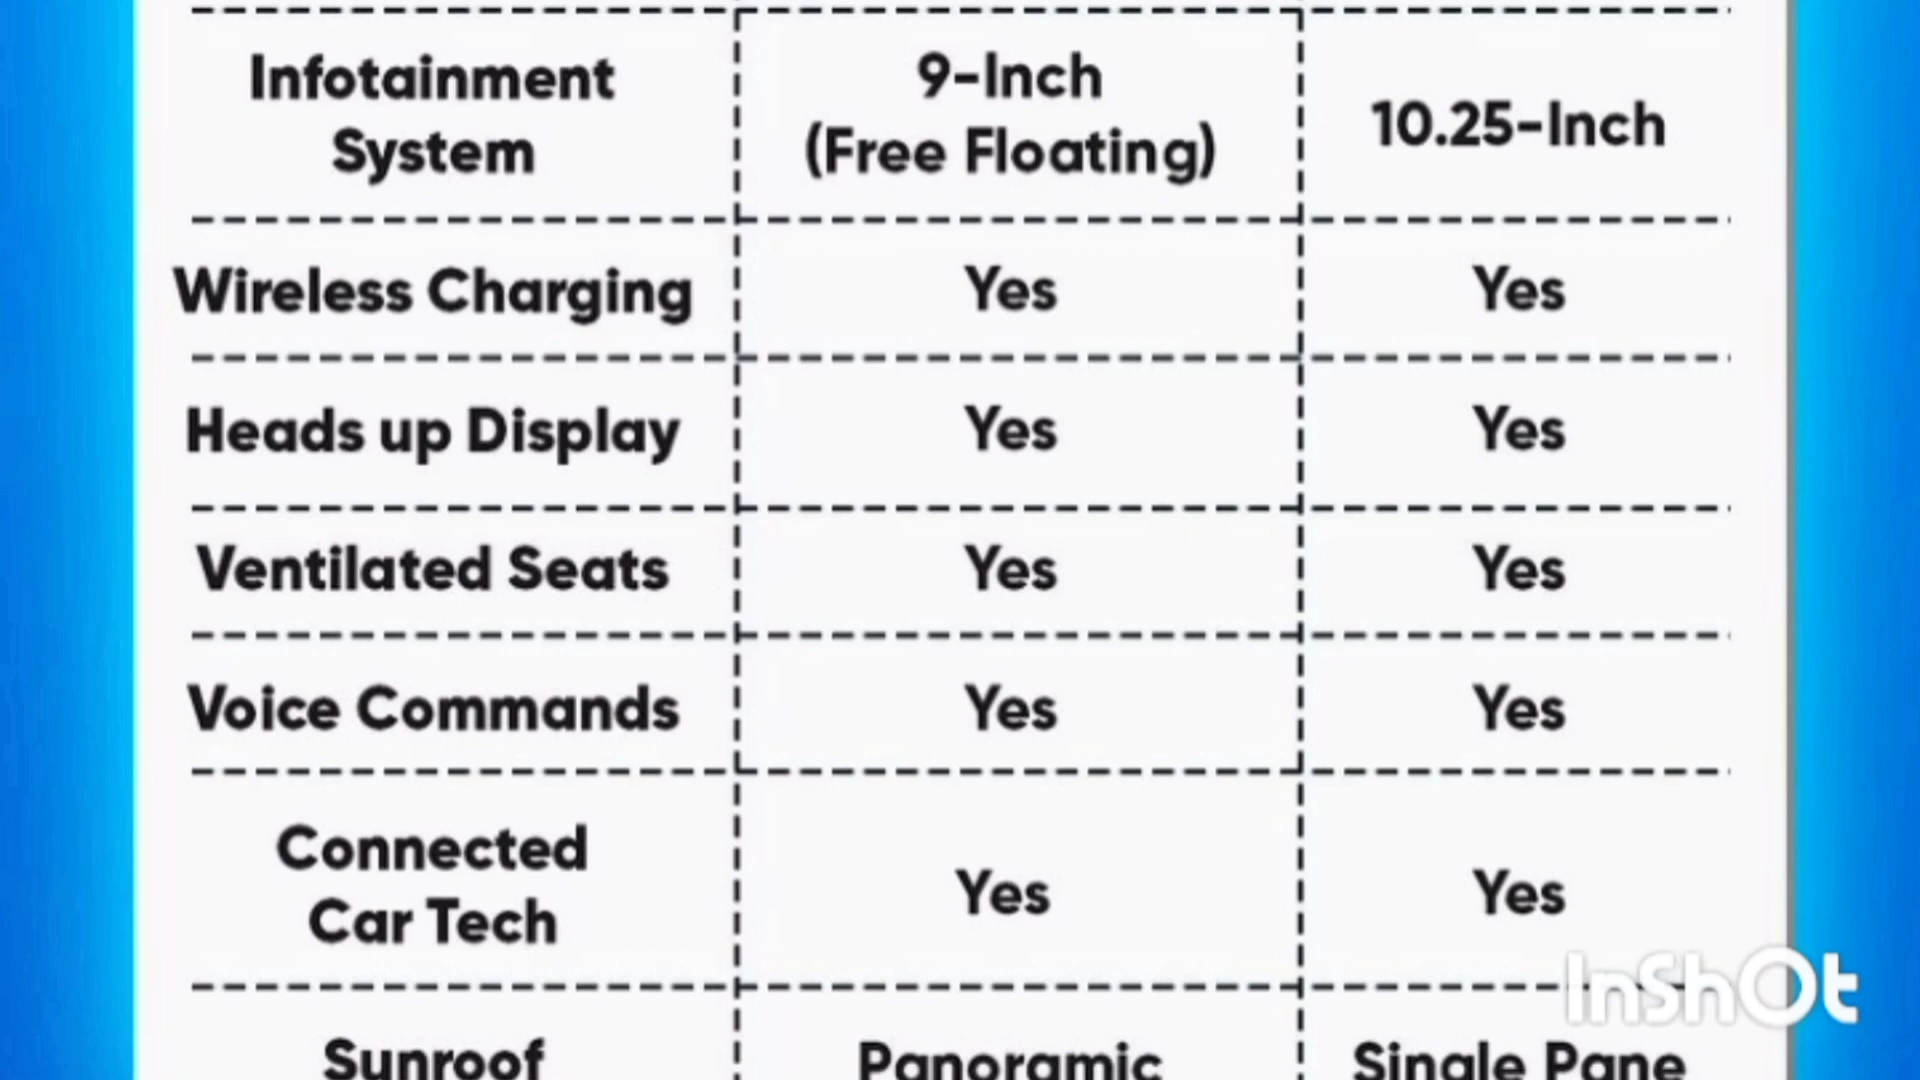 Infotainment
System
9-Inch
(Free Floating)
10.25-Inch
Wireless Charging
Yes
Yes
Heads up Display
Yes
Yes
Ventilated Seats
Yes
Yes
Voice Commands
Yes
Yes
Connected
Car Tech
Yes
Yes
Sunroof
Panoramic
Single Pane
InShOt